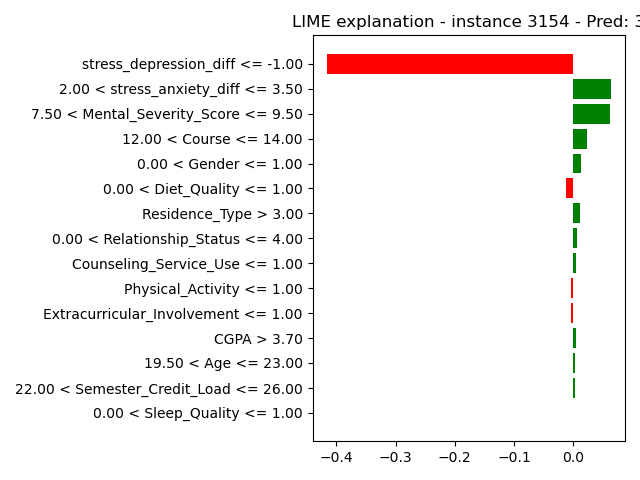 LIME explanation - instance 3154 - Pred: 3
stress_depression_diff <= -1.00
2.00 < stress_anxiety_diff <= 3.50
7.50 < Mental_Severity_Score <= 9.50
12.00 < Course <= 14.00
0.00 < Gender <= 1.00
0.00 < Diet_Quality <= 1.00
Residence_Type > 3.00
0.00 < Relationship_Status <= 4.00
Counseling_Service_Use <= 1.00
Physical_Activity <= 1.00
Extracurricular_Involvement <= 1.00
CGPA > 3.70
19.50 < Age <= 23.00
22.00 < Semester_Credit_Load <= 26.00
0.00 < Sleep_Quality <= 1.00
−0.4 −0.3 −0.2 −0.1 0.0